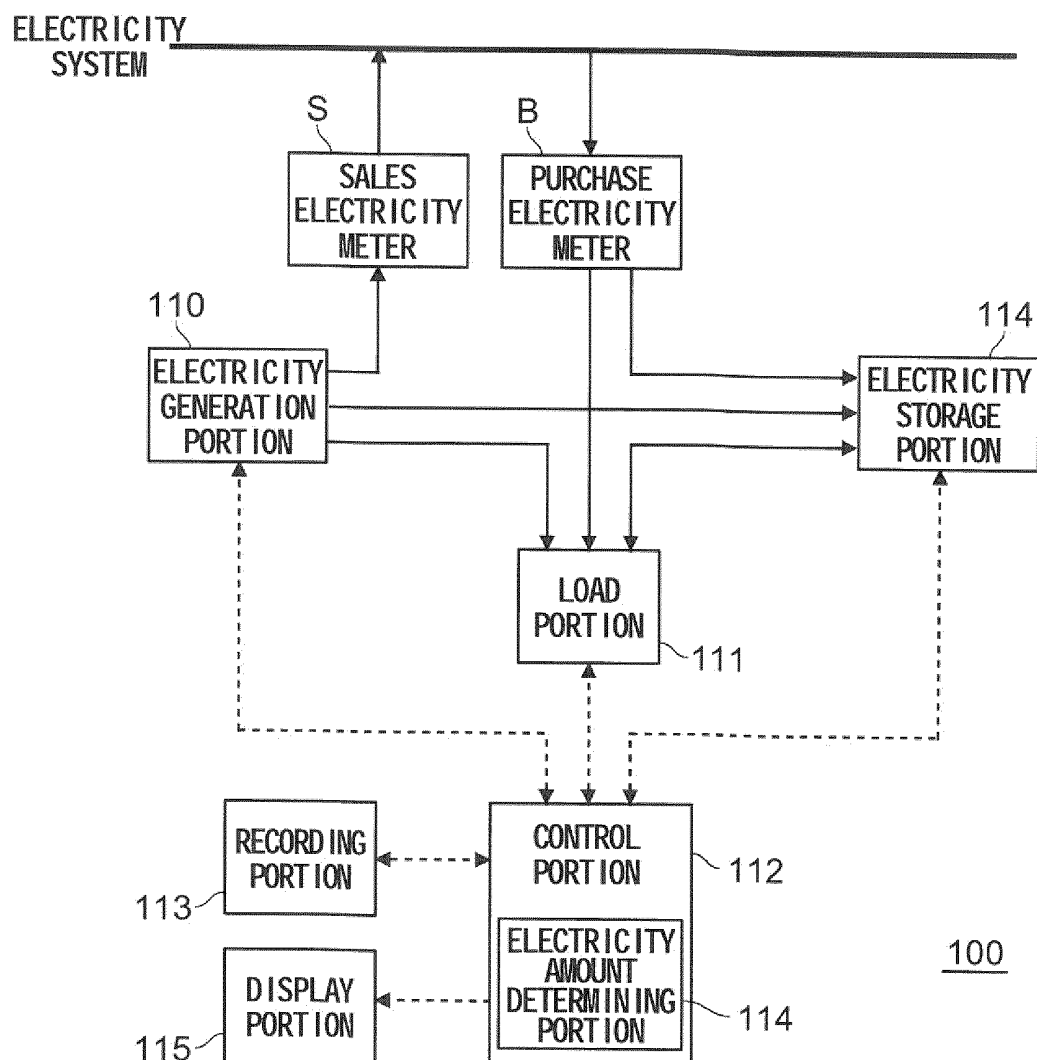 ELECTRICITY
SYSTEM
S
B
SALES
ELECTRICITY
METER
PURCHASE
ELECTRICITY
METER
110
114
ELECTRICITY
GENERATION
PORTION
ELECTRICITY
STORAGE
PORTION
LOAD
PORTION
111
RECORDING
PORTION
113
CONTROL
PORTION
112
ELECTRICITY
AMOUNT
DETERMINING
PORTION
114
DISPLAY
PORTION
115
100